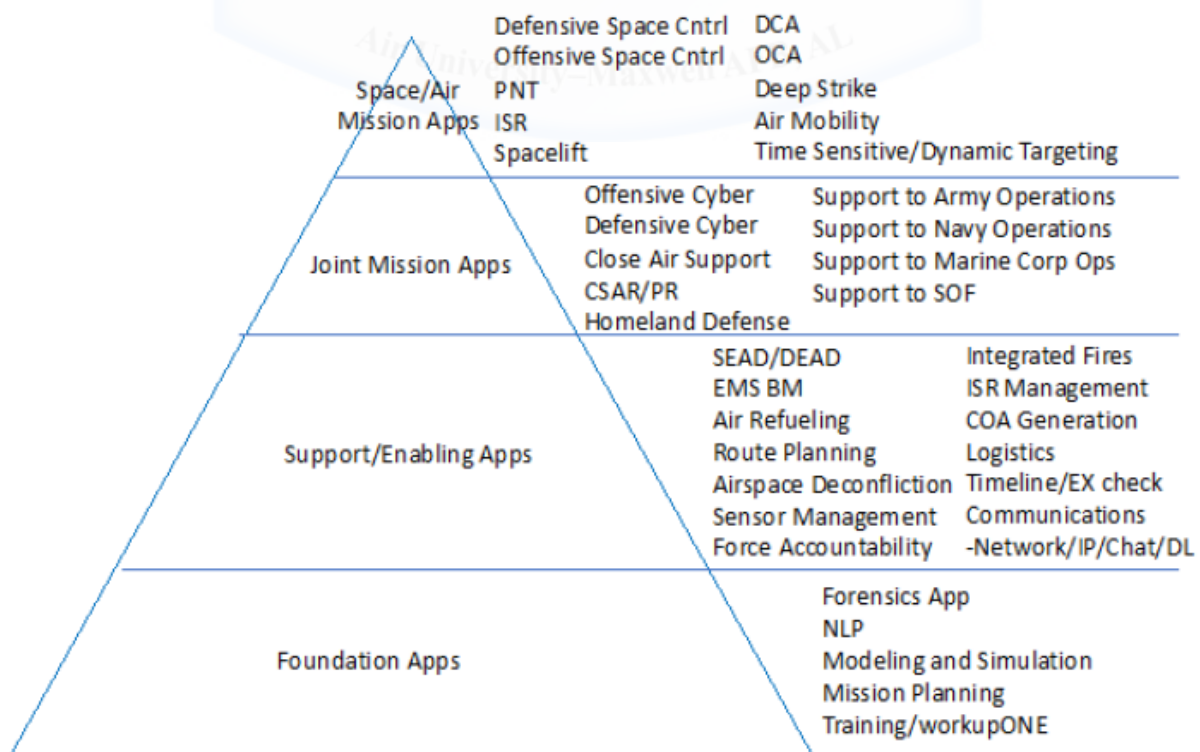 Air University–Maxwell AFB, AL
Space/Air
Mission Apps
Defensive Space Cntrl
Offensive Space Cntrl
PNT
ISR
Spacelift
DCA
OCA
Deep Strike
Air Mobility
Time Sensitive/Dynamic Targeting
Joint Mission Apps
Offensive Cyber
Defensive Cyber
Close Air Support
CSAR/PR
Homeland Defense
Support to Army Operations
Support to Navy Operations
Support to Marine Corp Ops
Support to SOF
Support/Enabling Apps
SEAD/DEAD
EMS BM
Air Refueling
Route Planning
Airspace Deconfliction
Sensor Management
Force Accountability
Integrated Fires
ISR Management
COA Generation
Logistics
Timeline/EX check
Communications
-Network/IP/Chat/DL
Foundation Apps
Forensics App
NLP
Modeling and Simulation
Mission Planning
Training/workupONE